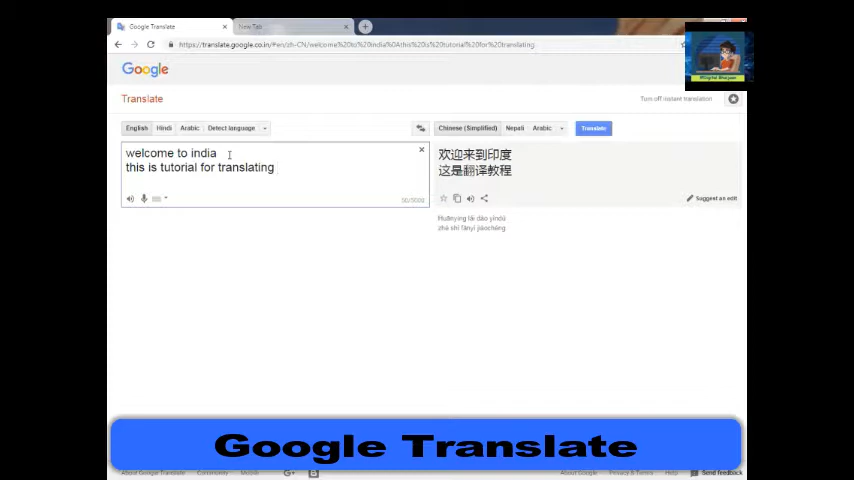 Google Translate
New Tab
https://translate.google.co.in/#en/zh-CN/welcome%20to%20india%0Athis%20is%20tutorial%20for%20translating
Google
Translate
Turn off instant translation
English Hindi Arabic Detect language
Chinese (Simplified) Nepali Arabic Translate
welcome to india
this is tutorial for translating
50/5000
欢迎来到印度
这是翻译教程
Suggest an edit
Huānyíng lái dào yìndù
zhè shì fānyì jiàochéng
Google Translate
About Google Translate Community Mobile G+ B About Google Privacy & Terms Help Send feedback